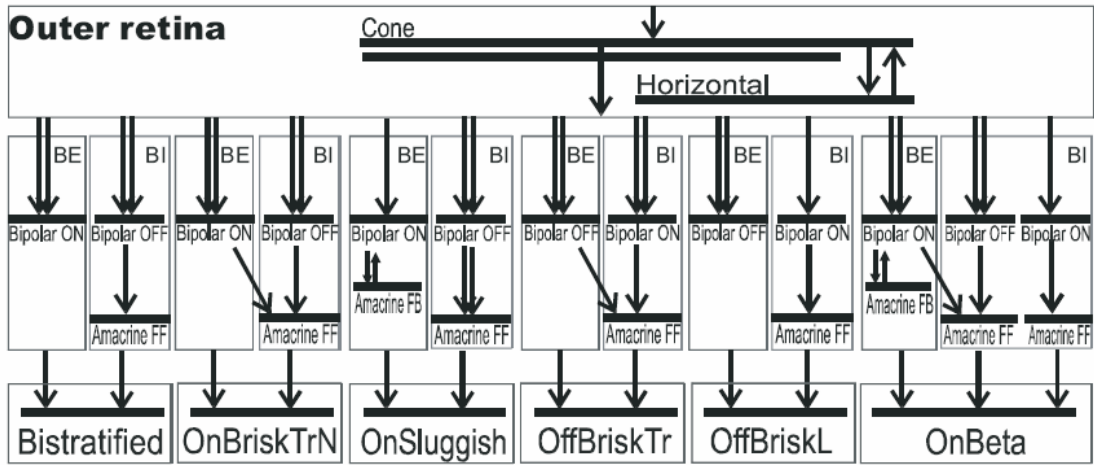 Outer retina
Cone
Horizontal
BE BI BE BI BE BI BE BI BE BI BE BI
Bipolar ON Bipolar OFF Bipolar ON Bipolar OFF Bipolar ON Bipolar OFF Bipolar OFF Bipolar ON Bipolar OFF Bipolar ON Bipolar ON Bipolar OFF Bipolar ON
Amacrine FB Amacrine FB
Amacrine FF Amacrine FF Amacrine FF Amacrine FF Amacrine FF Amacrine FF Amacrine FF
Bistratified OnBriskTrN OnSluggish OffBriskTr OffBriskL OnBeta